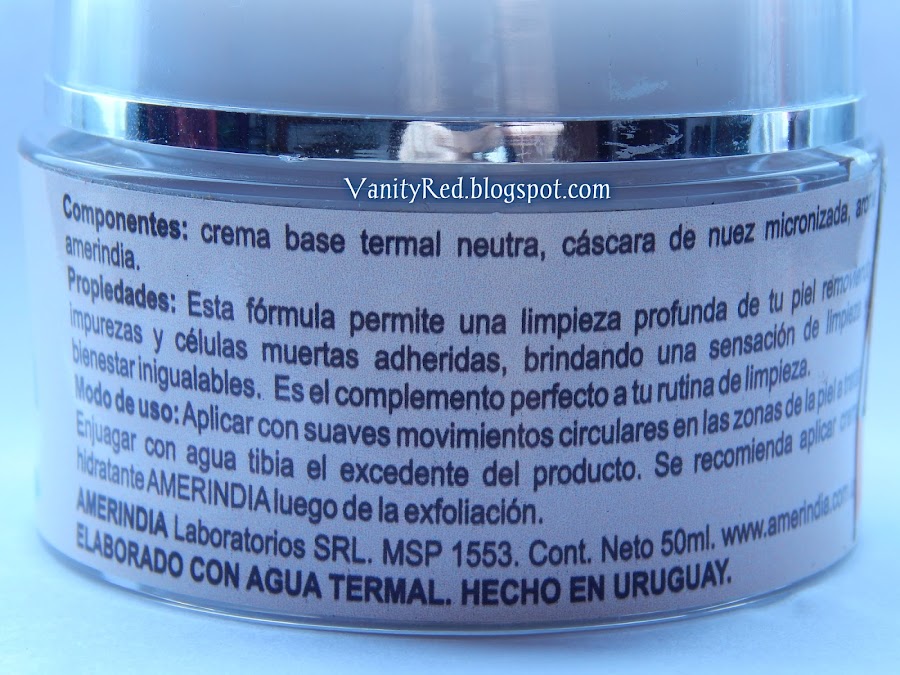 VanityRed.blogspot.com
Componentes: crema base termal neutra, cáscara de nuez micronizada,
amerindia.
Propiedades: Esta fórmula permite una limpieza profunda de tu piel
impurezas y células muertas adheridas, brindando una sensación de limpieza
bienestar inigualables. Es el complemento perfecto a tu rutina de limpieza.
Modo de uso: Aplicar con suaves movimientos circulares en las zonas de la piel a
Enjuagar con agua tibia el excedente del producto. Se recomienda aplicar
hidratante AMERINDIA luego de la exfoliación.
AMERINDIA Laboratorios SRL. MSP 1553. Cont. Neto 50ml. www.amerindia.com
ELABORADO CON AGUA TERMAL. HECHO EN URUGUAY.